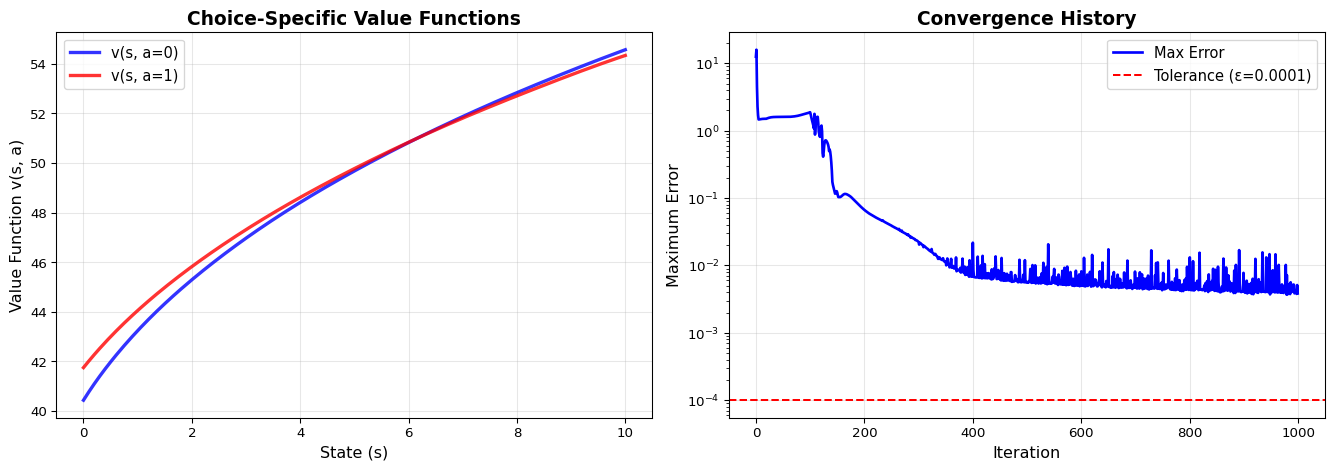 Choice-Specific Value Functions
v(s, a=0)
v(s, a=1)
54
52
50
48
46
44
42
40
Value Function v(s, a)
0 2 4 6 8 10
State (s)
Convergence History
Max Error
Tolerance (ε=0.0001)
10¹
10⁰
10⁻¹
10⁻²
10⁻³
10⁻⁴
Maximum Error
0 200 400 600 800 1000
Iteration